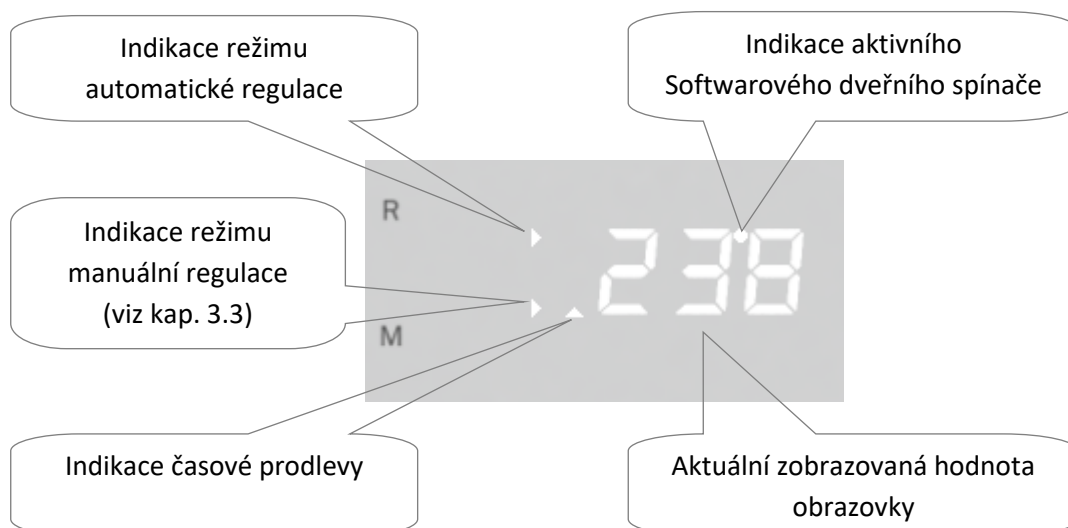 Indikace režimu
automatické regulace
Indikace aktivního
Softwarového dveřního spínače
R
238
Indikace režimu
manuální regulace
(viz kap. 3.3)
M
Indikace časové prodlevy
Aktuální zobrazovaná hodnota
obrazovky